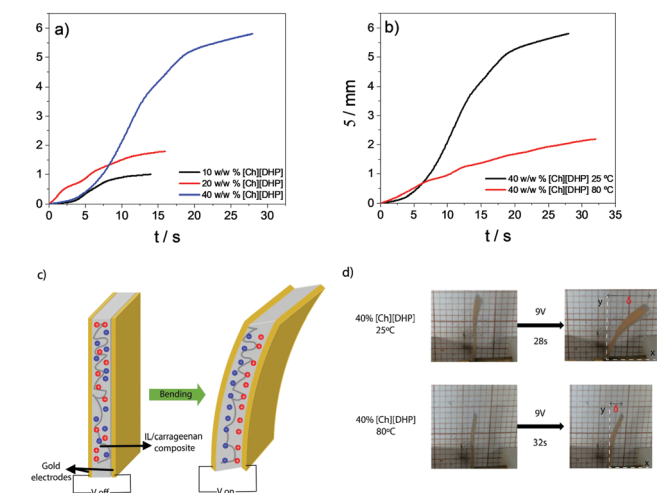 a)
6
5
4
3
2
1
0
10 w/w % [Ch][DHP]
20 w/w % [Ch][DHP]
40 w/w % [Ch][DHP]
0 5 10 15 20 25 30
t / s
b)
5 / mm
6
5
4
3
2
1
0
40 w/w % [Ch][DHP] 25 ºC
40 w/w % [Ch][DHP] 80 ºC
0 5 10 15 20 25 30 35
t / s
c)
Bending
IL/carrageenan
composite
Gold
electrodes
V off
V on
d)
40% [Ch][DHP]
25ºC
9V
28s
y
δ
x
40% [Ch][DHP]
80ºC
9V
32s
y
δ
x